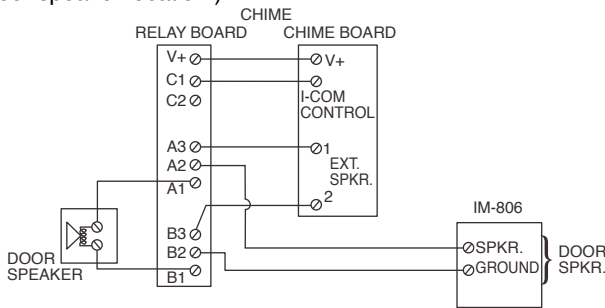 CHIME
RELAY BOARD
CHIME BOARD
V+
V+
C1
C2
I-COM
CONTROL
A3
1
A2
EXT.
SPKR.
A1
2
IM-806
B3
SPKR.
B2
GROUND
B1
DOOR
SPEAKER
DOOR
SPKR.